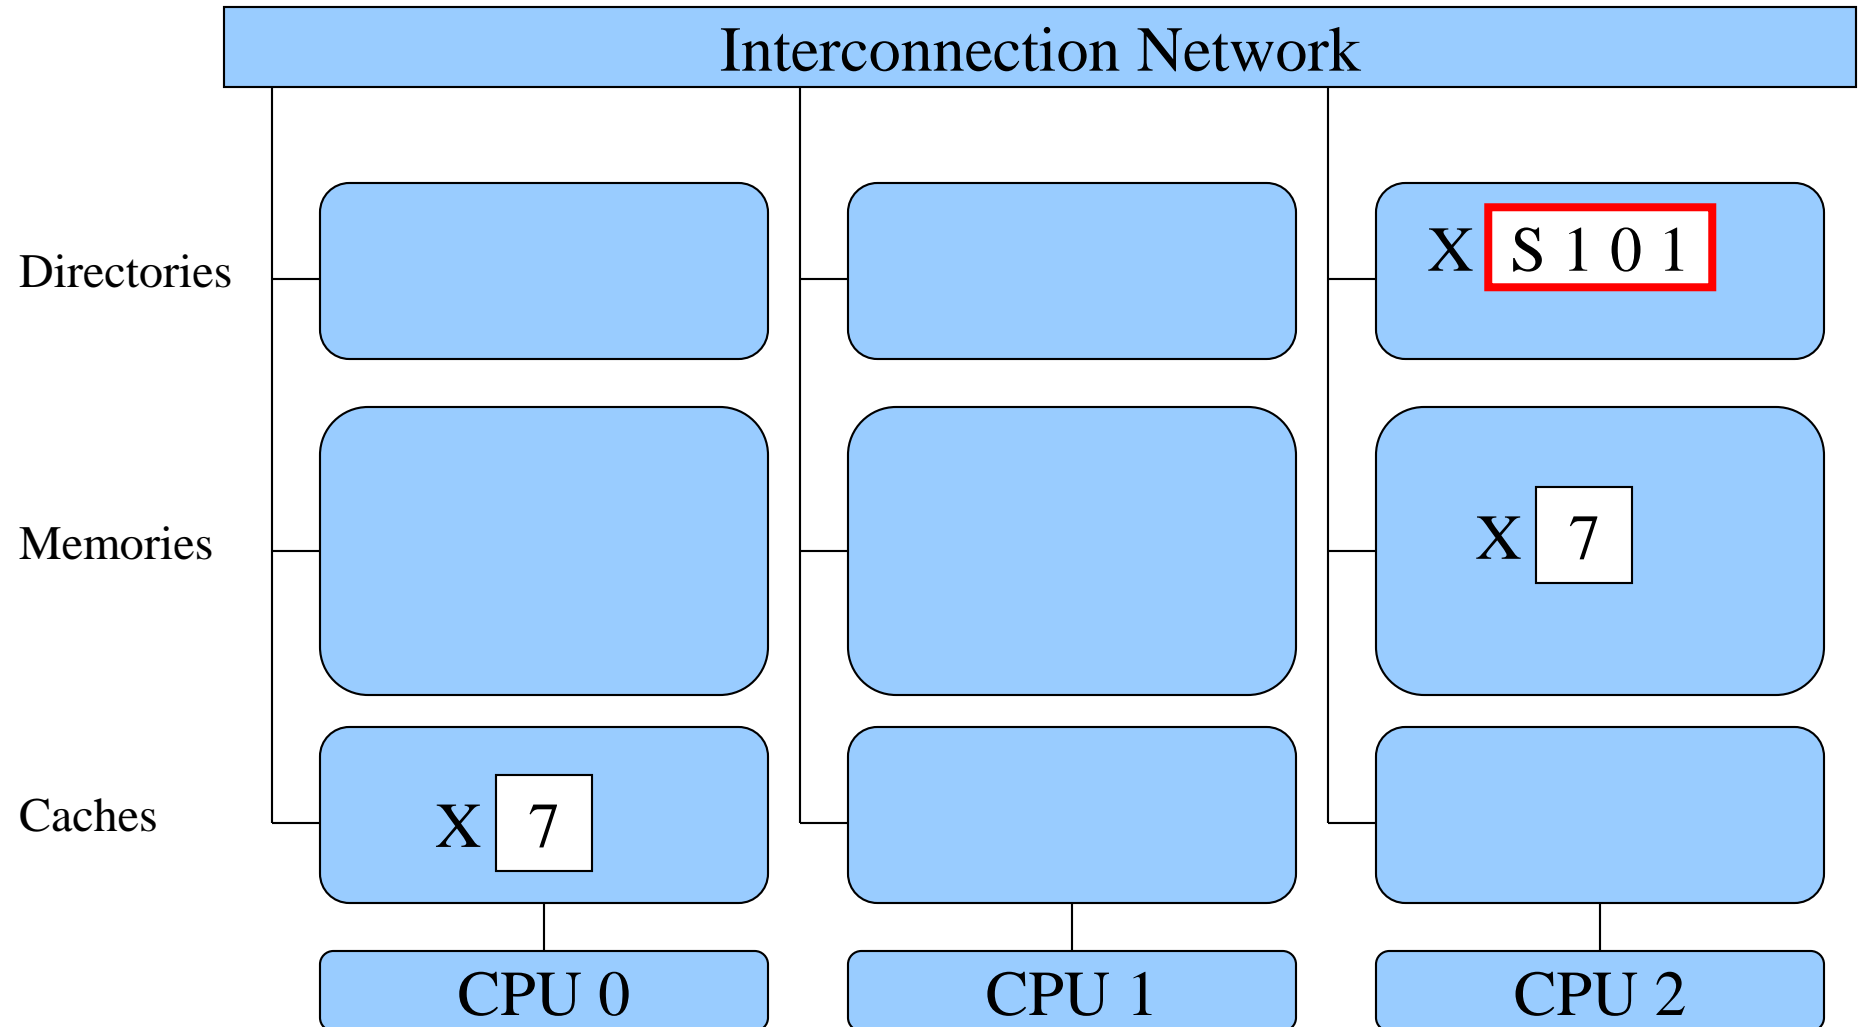 Interconnection Network
Directories
X S 1 0 1
Memories
X 7
Caches
X 7
CPU 0 CPU 1 CPU 2